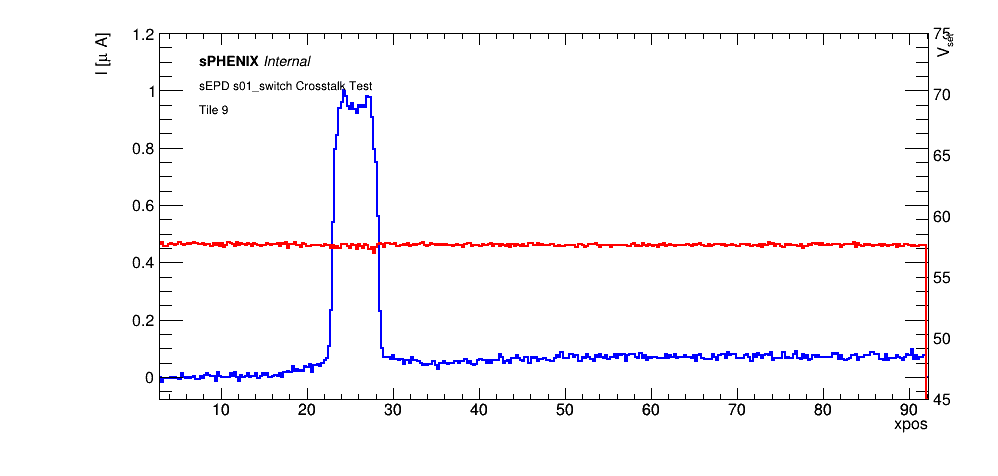 sPHENIX Internal
sEPD s01_switch Crosstalk Test
Tile 9
I [μ A]
1.2
1
0.8
0.6
0.4
0.2
0
V set
75
70
65
60
55
50
45
10 20 30 40 50 60 70 80 90
xpos